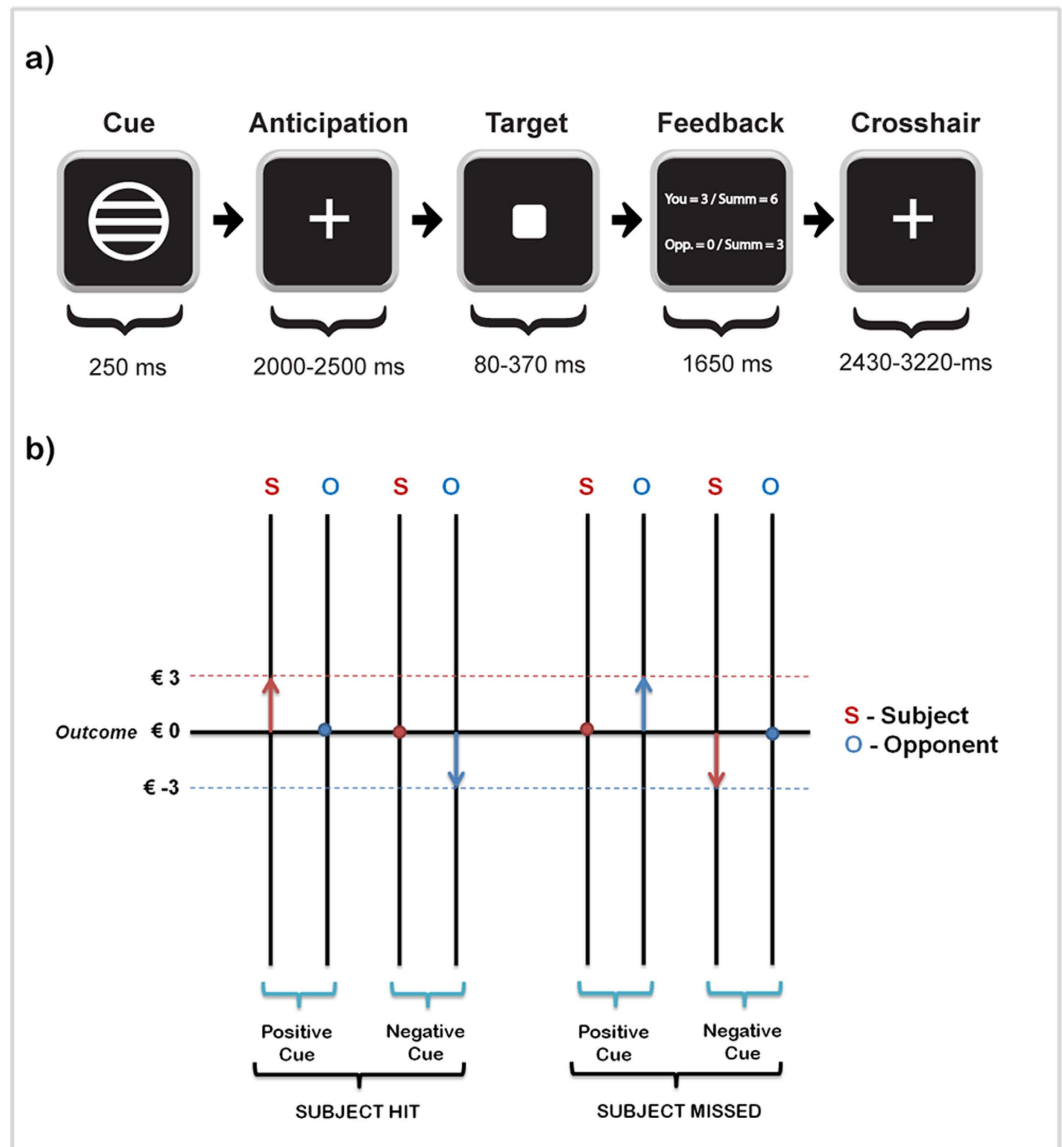 a)
Cue
Anticipation
Target
Feedback
Crosshair
You = 3 / Summ = 6
Opp. = 0 / Summ = 3
250 ms
2000-2500 ms
80-370 ms
1650 ms
2430-3220-ms
b)
S O S O S O S O
€ 3
Outcome € 0
€ -3
S - Subject
O - Opponent
Positive
Cue
Negative
Cue
Positive
Cue
Negative
Cue
SUBJECT HIT
SUBJECT MISSED